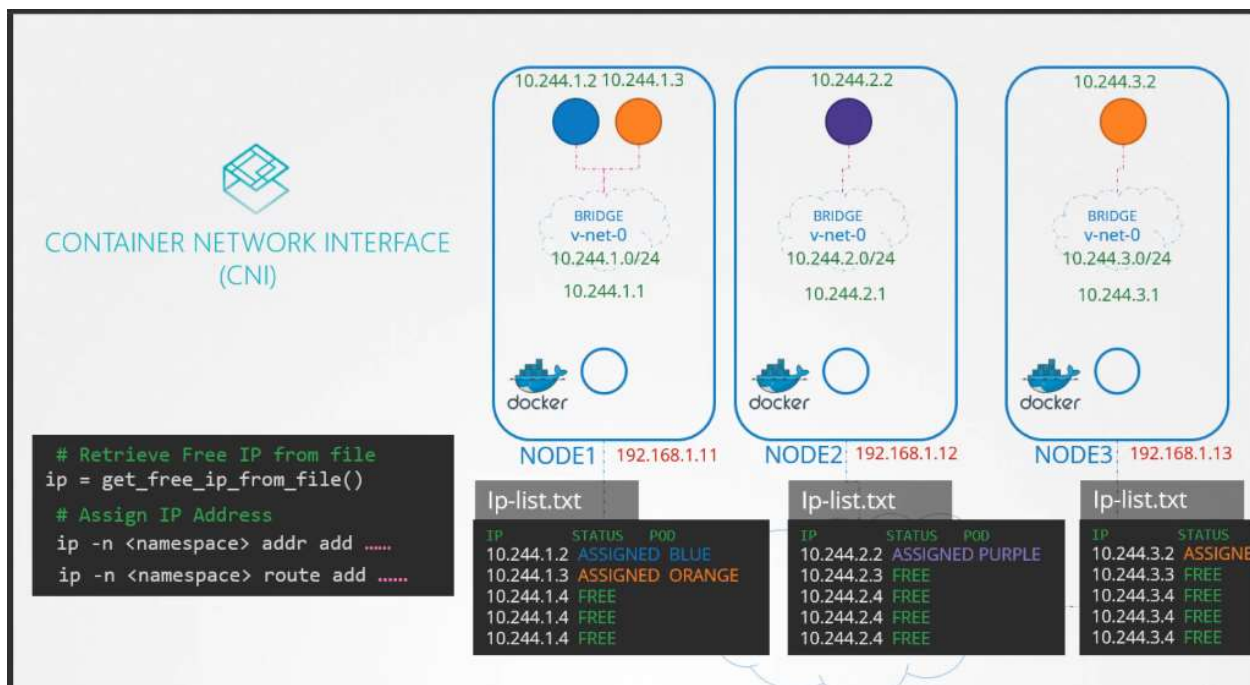 CONTAINER NETWORK INTERFACE
(CNI)
# Retrieve Free IP from file
ip = get_free_ip_from_file()
# Assign IP Address
ip -n <namespace> addr add ……
ip -n <namespace> route add ……
10.244.1.2 10.244.1.3
BRIDGE
v-net-0
10.244.1.0/24
10.244.1.1
docker
NODE1 192.168.1.11
Ip-list.txt
IP STATUS POD
10.244.1.2 ASSIGNED BLUE
10.244.1.3 ASSIGNED ORANGE
10.244.1.4 FREE
10.244.1.4 FREE
10.244.1.4 FREE
10.244.2.2
BRIDGE
v-net-0
10.244.2.0/24
10.244.2.1
docker
NODE2 192.168.1.12
Ip-list.txt
IP STATUS POD
10.244.2.2 ASSIGNED PURPLE
10.244.2.3 FREE
10.244.2.4 FREE
10.244.2.4 FREE
10.244.2.4 FREE
10.244.3.2
BRIDGE
v-net-0
10.244.3.0/24
10.244.3.1
docker
NODE3 192.168.1.13
Ip-list.txt
IP STATUS
10.244.3.2 ASSIGNE
10.244.3.3 FREE
10.244.3.4 FREE
10.244.3.4 FREE
10.244.3.4 FREE